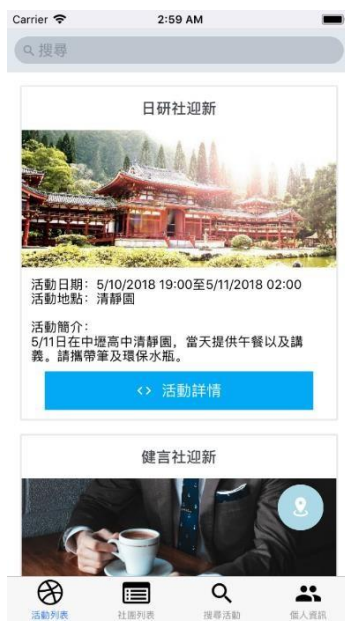 Carrier 2:59 AM
搜尋
日研社迎新
活動日期：5/10/2018 19:00至5/11/2018 02:00
活動地點：清靜園
活動簡介：
5/11日在中壢高中清靜園，當天提供午餐以及講
義。請攜帶筆及環保水瓶。
<> 活動詳情
健言社迎新
活動列表 社團列表 搜尋活動 個人資訊